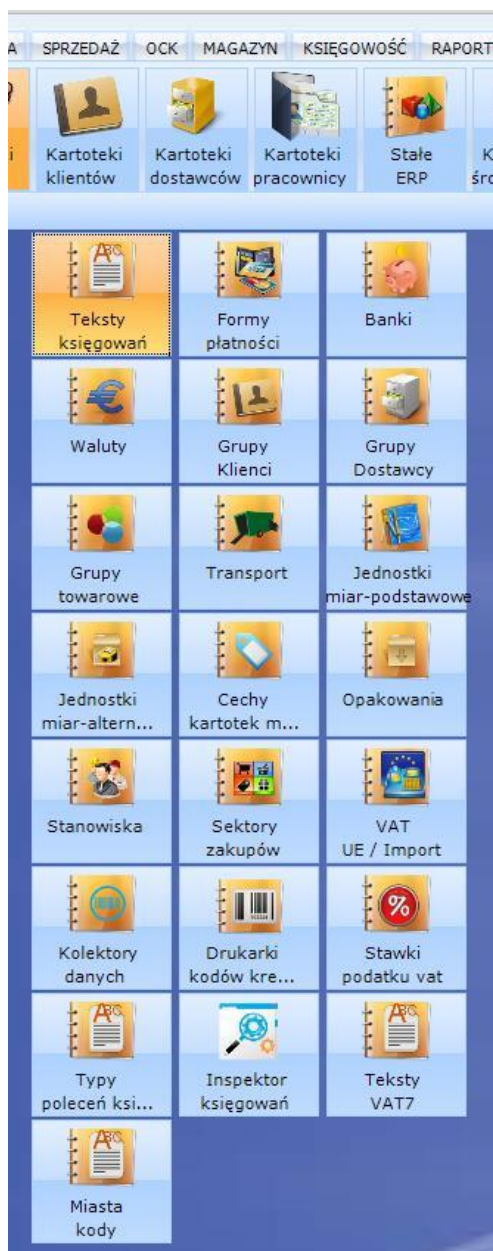 A SPRZEDAŻ OCK MAGAZYN KSIĘGOWOŚĆ RAPORT
i Kartoteki Kartoteki Kartoteki Stałe K
klientów dostawców pracownicy ERP śro
Teksty Formy Banki
księgowań płatności
Waluty Grupy Grupy
Klienci Dostawcy
Grupy Transport Jednostki
towarowe miar-podstawowe
Jednostki Cechy Opakowania
miar-altern... kartotek m...
Stanowiska Sektory VAT
zakupów UE / Import
Kolektory Drukarki Stawki
danych kodów kre... podatku vat
Typy Inspektor Teksty
poleceń ksi... księgowań VAT7
Miasta
kody